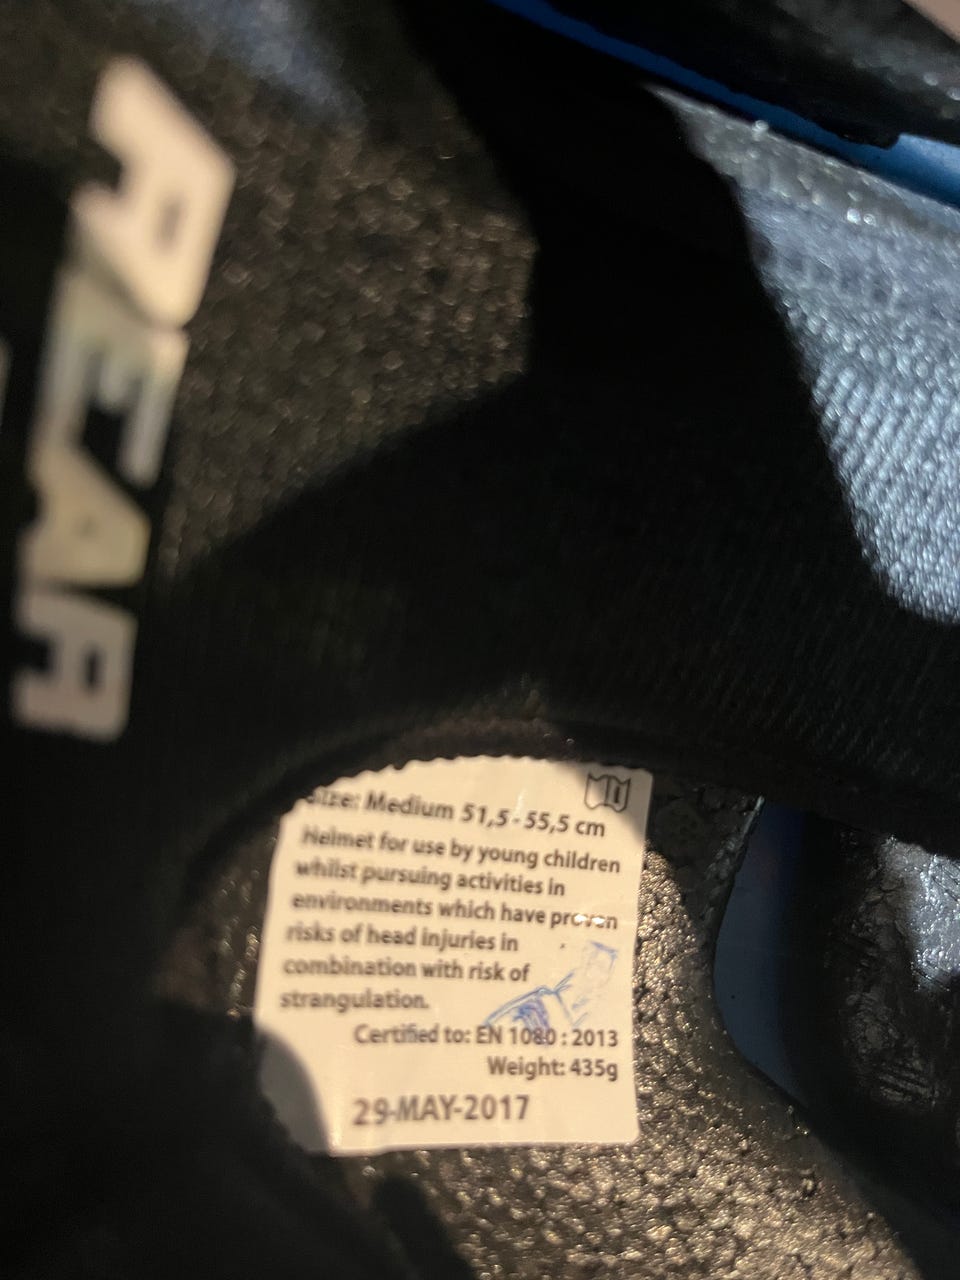 REAR
Size: Medium 51,5 - 55,5 cm
Helmet for use by young children
whilst pursuing activities in
environments which have proven
risks of head injuries in
combination with risk of
strangulation.
Certified to: EN 1080 : 2013
Weight: 435g
29-MAY-2017